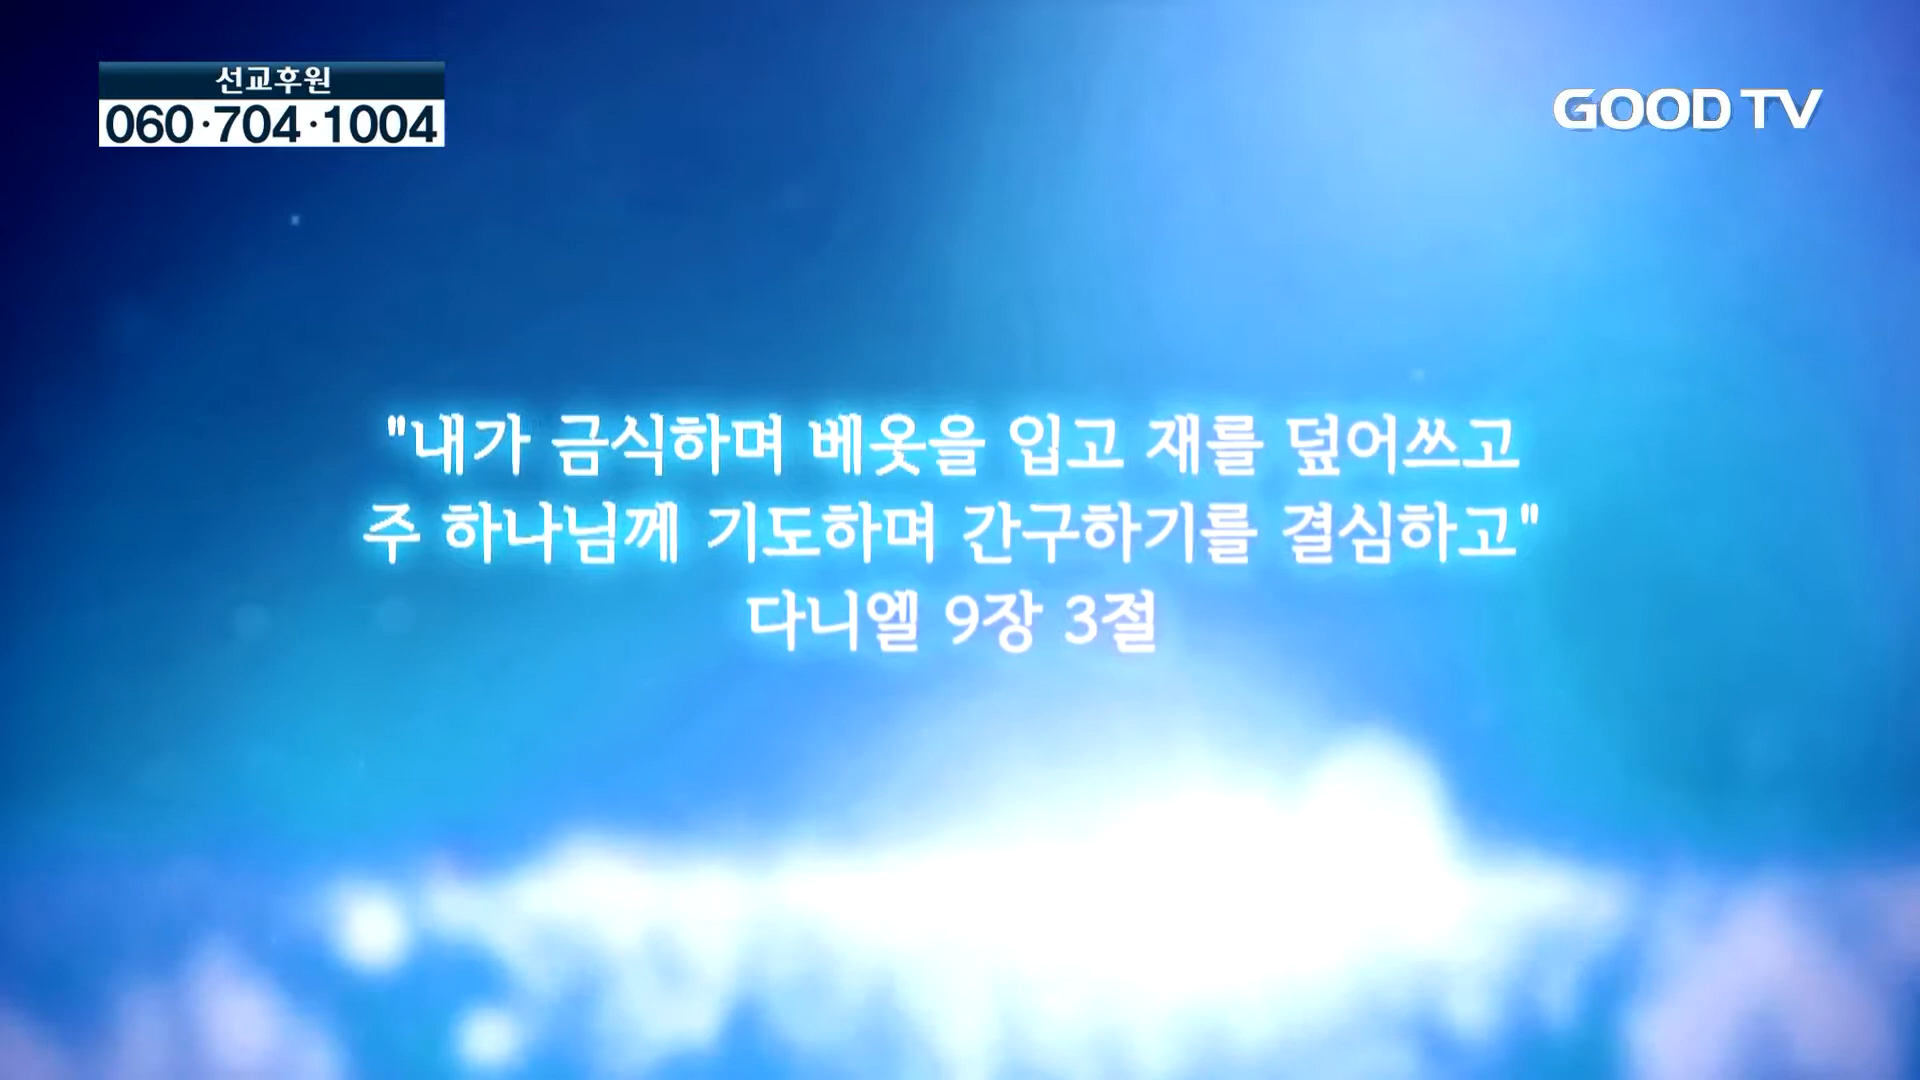 선교후원
060·704·1004
GOOD TV
"내가 금식하며 베옷을 입고 재를 덮어쓰고
주 하나님께 기도하며 간구하기를 결심하고"
다니엘 9장 3절